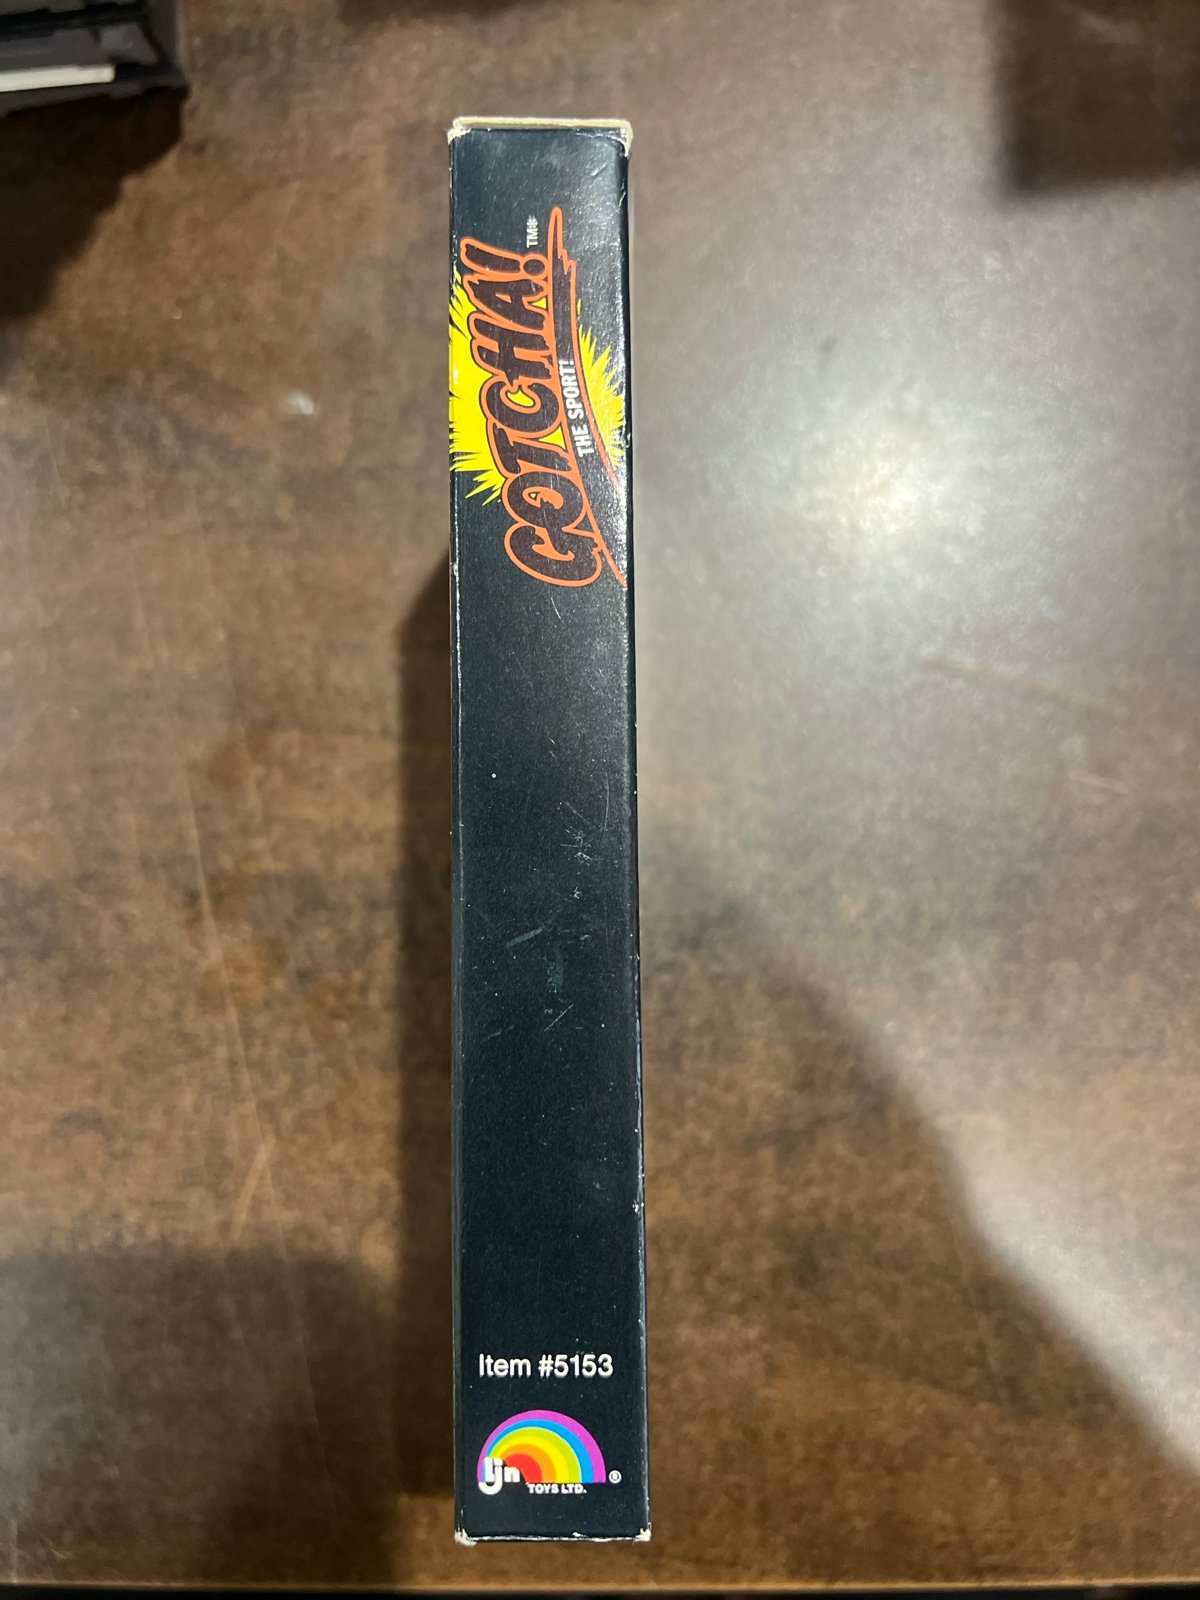 GOTCHA! TM®
THE SPORT!
Item #5153
ljn
TOYS LTD. ®